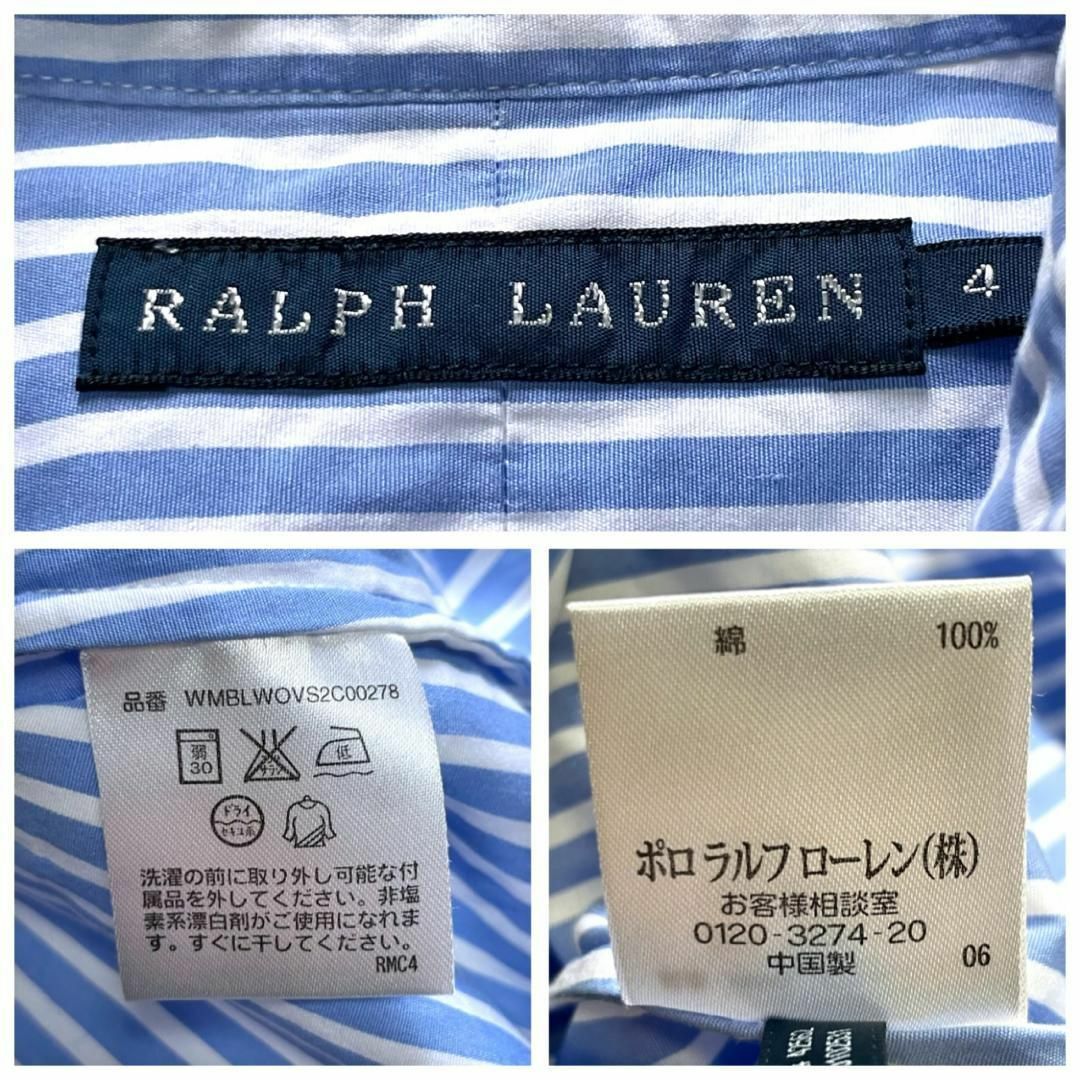 RALPH LAUREN 4
品番 WMBLWOVS2C00278
弱
30
低
ドライ
セキユ系
洗濯の前に取り外し可能な付
属品を外してください。非塩
素系漂白剤がご使用になれま
す。すぐに干してください。
RMC4
綿 100%
ポロ ラルフ ローレン(株)
お客様相談室
0120-3274-20
中国製 06